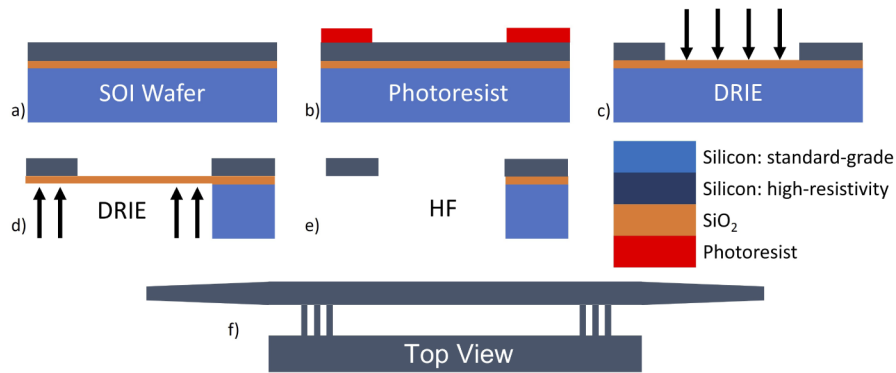 a)
SOI Wafer
b)
Photoresist
c)
DRIE
d)
DRIE
e)
HF
Silicon: standard-grade
Silicon: high-resistivity
SiO₂
Photoresist
f)
Top View